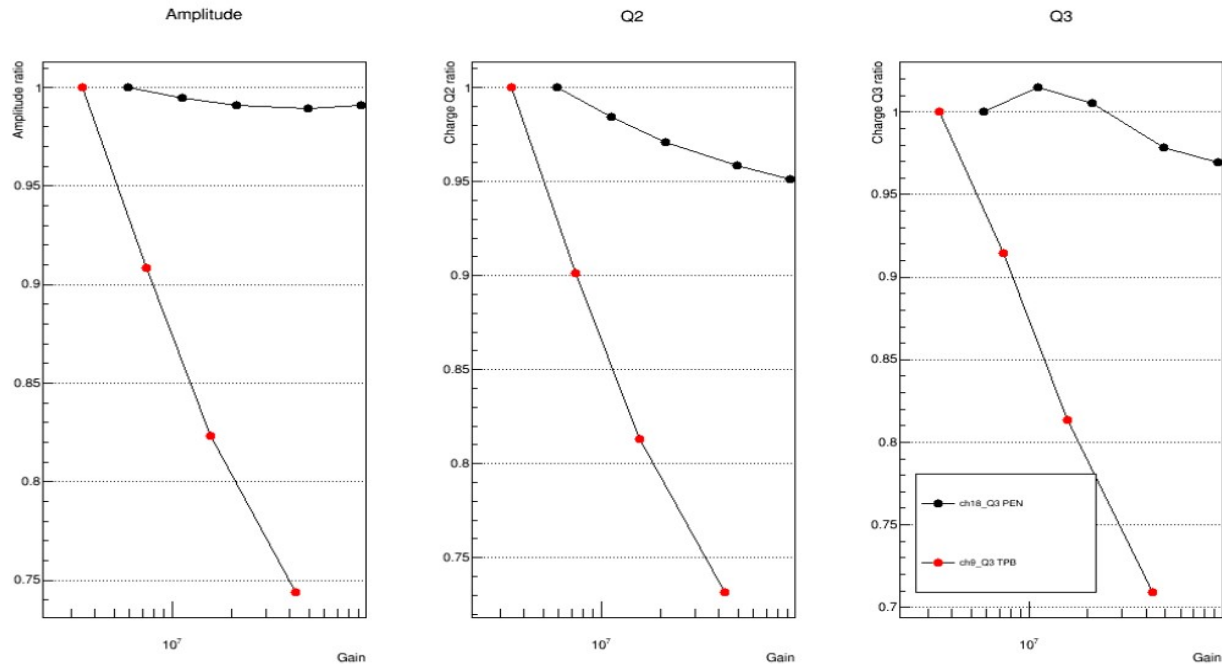 Amplitude
Amplitude ratio
1
0.95
0.9
0.85
0.8
0.75
10⁷
Gain
Q2
Charge Q2 ratio
1
0.95
0.9
0.85
0.8
0.75
10⁷
Gain
Q3
Charge Q3 ratio
1
0.95
0.9
0.85
0.8
0.75
0.7
ch18_Q3 PEN
ch9_Q3 TPB
10⁷
Gain